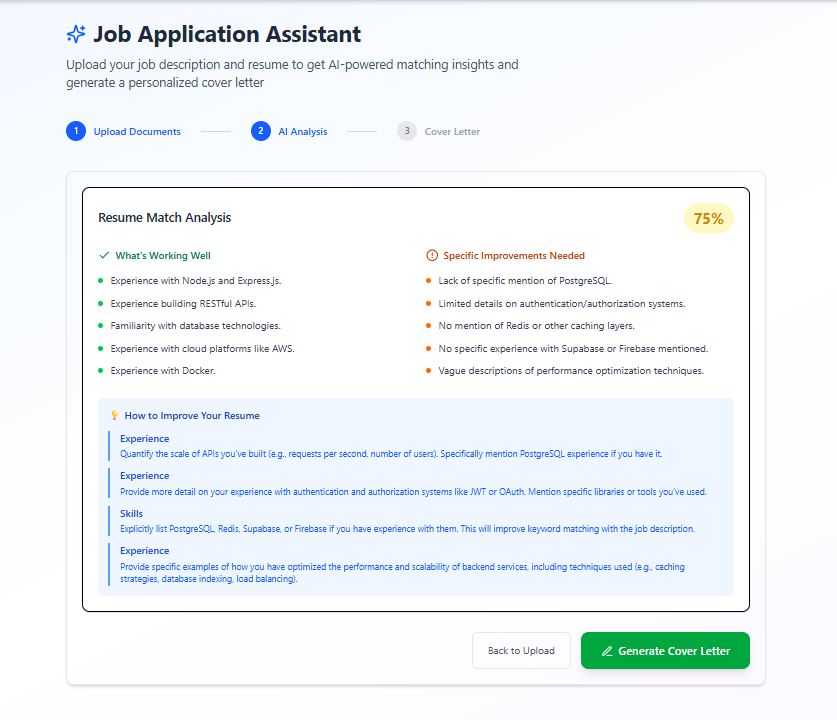 Job Application Assistant
Upload your job description and resume to get AI-powered matching insights and
generate a personalized cover letter
1 Upload Documents 2 AI Analysis 3 Cover Letter
Resume Match Analysis
75%
What's Working Well
Experience with Node.js and Express.js.
Experience building RESTful APIs.
Familiarity with database technologies.
Experience with cloud platforms like AWS.
Experience with Docker.
Specific Improvements Needed
Lack of specific mention of PostgreSQL.
Limited details on authentication/authorization systems.
No mention of Redis or other caching layers.
No specific experience with Supabase or Firebase mentioned.
Vague descriptions of performance optimization techniques.
How to Improve Your Resume
Experience
Quantify the scale of APIs you've built (e.g., requests per second, number of users). Specifically mention PostgreSQL experience if you have it.
Experience
Provide more detail on your experience with authentication and authorization systems like JWT or OAuth. Mention specific libraries or tools you've used.
Skills
Explicitly list PostgreSQL, Redis, Supabase, or Firebase if you have experience with them. This will improve keyword matching with the job description.
Experience
Provide specific examples of how you have optimized the performance and scalability of backend services, including techniques used (e.g., caching
strategies, database indexing, load balancing).
Back to Upload
Generate Cover Letter